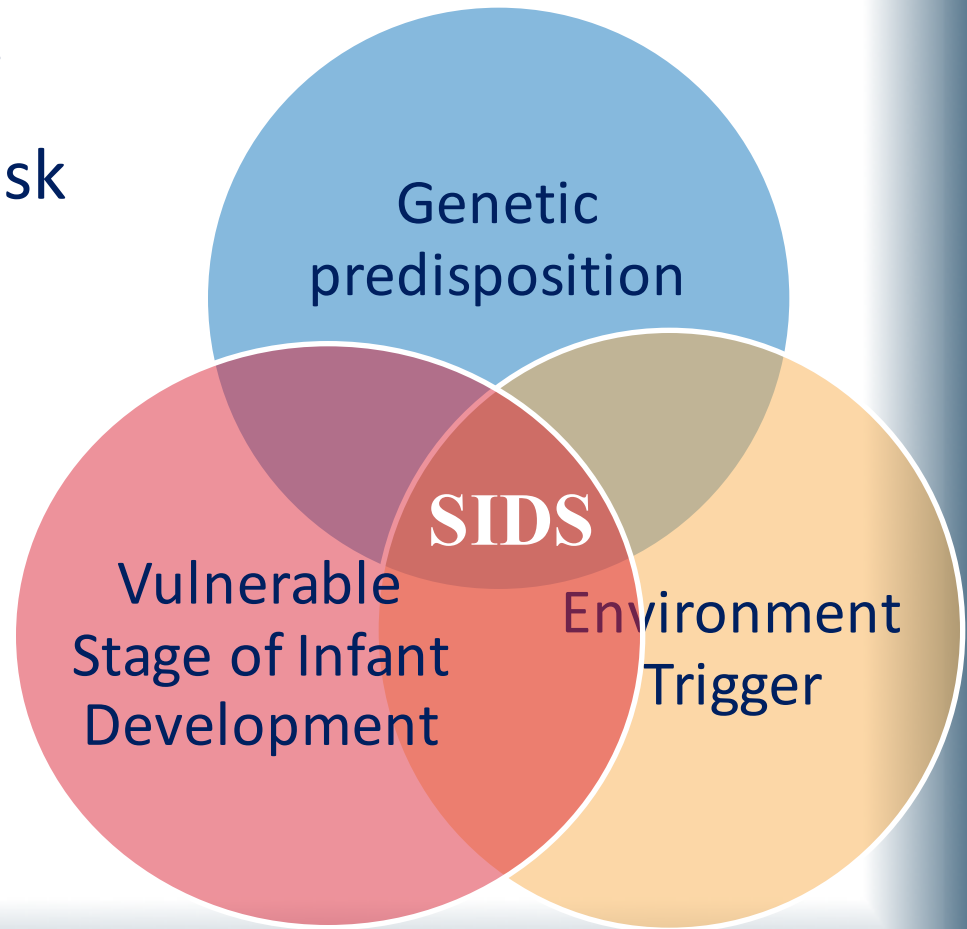 sk
Genetic
predisposition
SIDS
Vulnerable
Stage of Infant
Development
Environment
Trigger